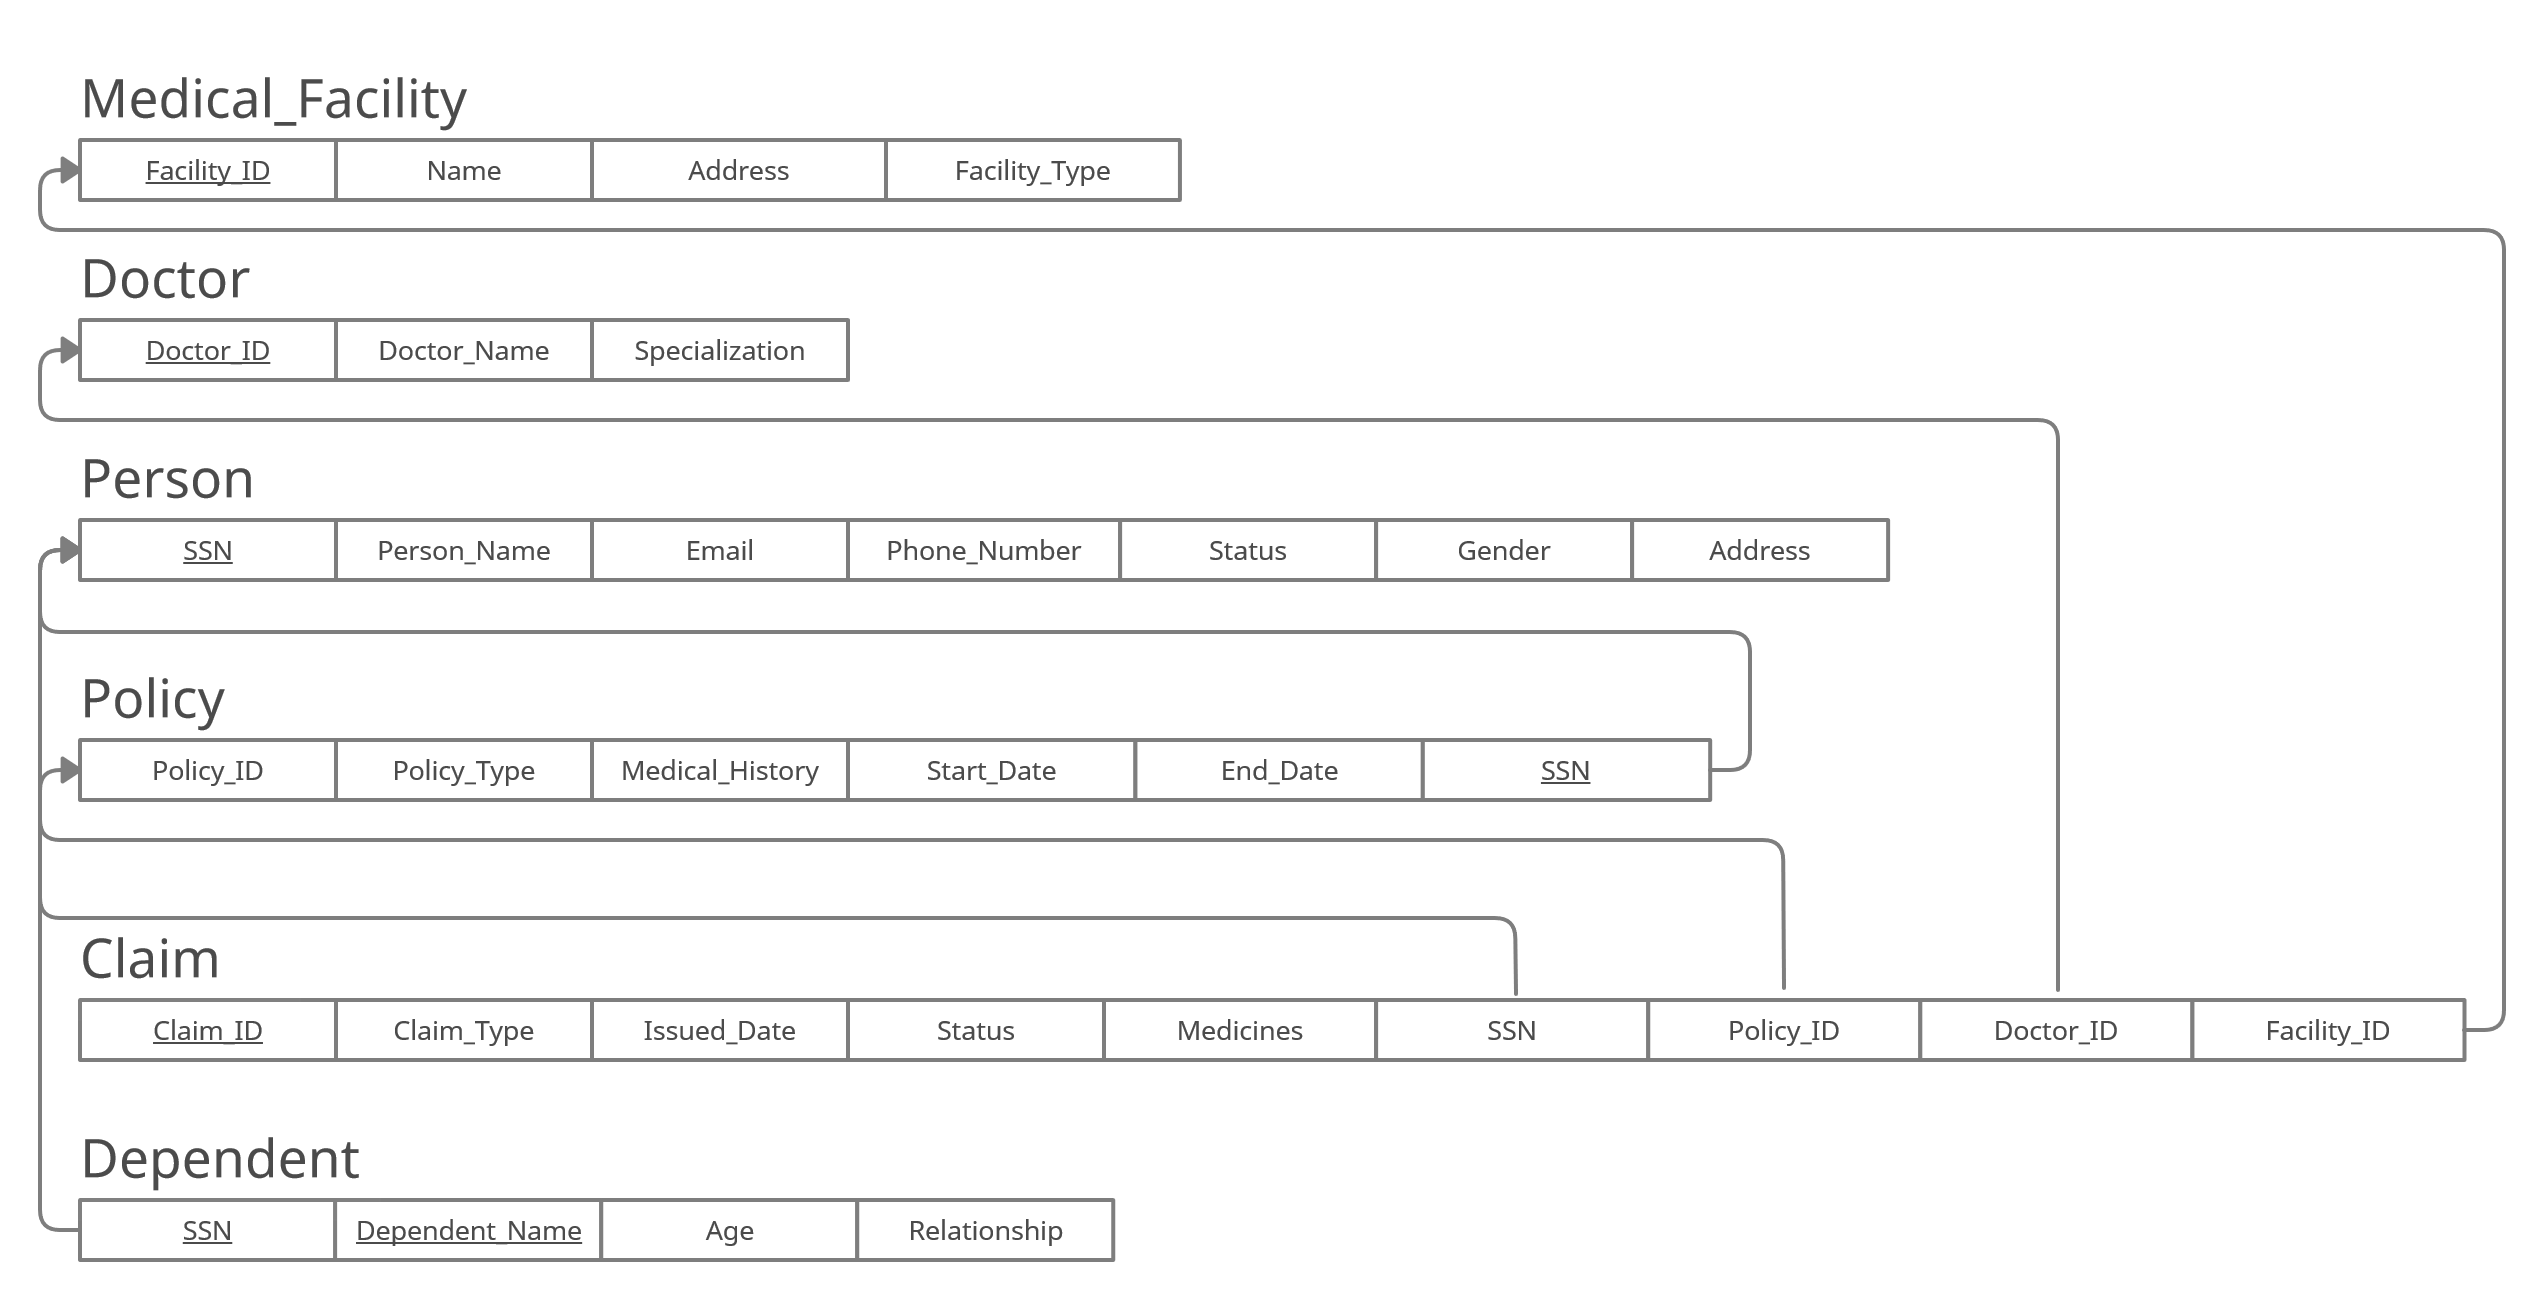 Medical_Facility
Facility_ID Name Address Facility_Type
Doctor
Doctor_ID Doctor_Name Specialization
Person
SSN Person_Name Email Phone_Number Status Gender Address
Policy
Policy_ID Policy_Type Medical_History Start_Date End_Date SSN
Claim
Claim_ID Claim_Type Issued_Date Status Medicines SSN Policy_ID Doctor_ID Facility_ID
Dependent
SSN Dependent_Name Age Relationship